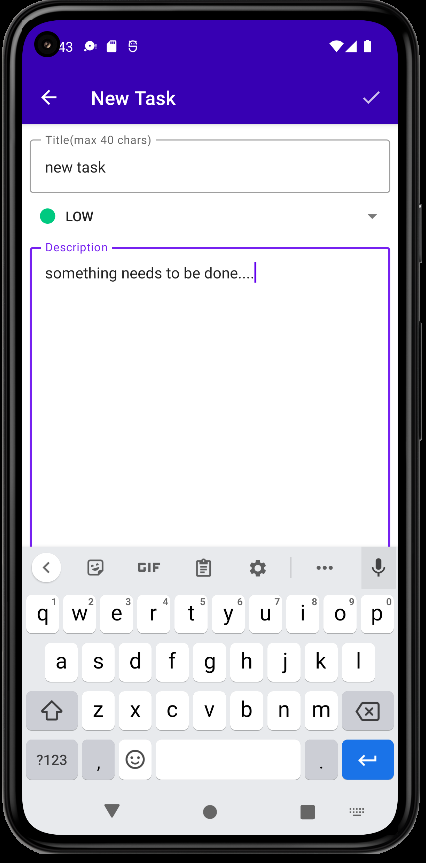 43
New Task
Title(max 40 chars)
new task
LOW
Description
something needs to be done....
GIF
1 2 3 4 5 6 7 8 9 0
q w e r t y u i o p
a s d f g h j k l
z x c v b n m
?123 , .